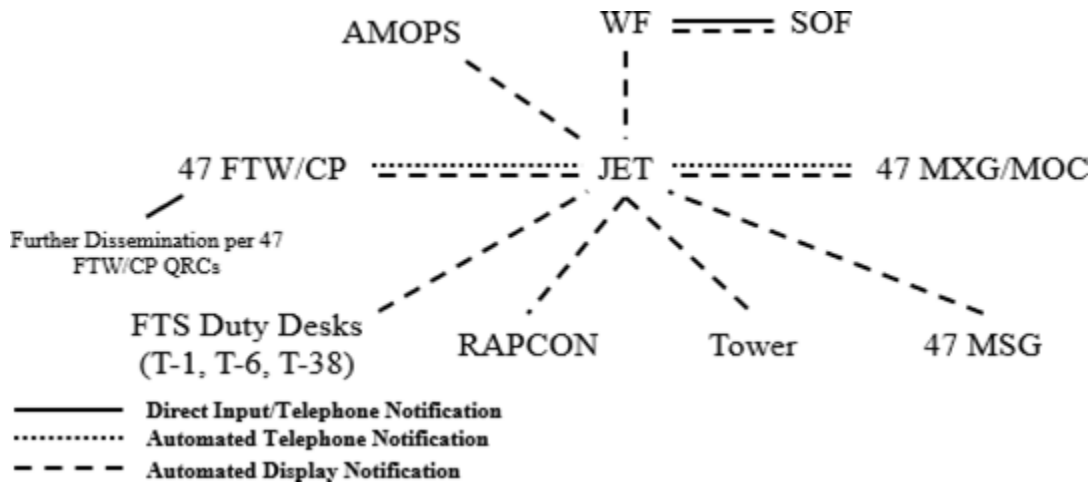 WF
SOF
AMOPS
47 FTW/CP
JET
47 MXG/MOC
Further Dissemination per 47
FTW/CP QRCs
FTS Duty Desks
(T-1, T-6, T-38)
RAPCON
Tower
47 MSG
Direct Input/Telephone Notification
Automated Telephone Notification
Automated Display Notification